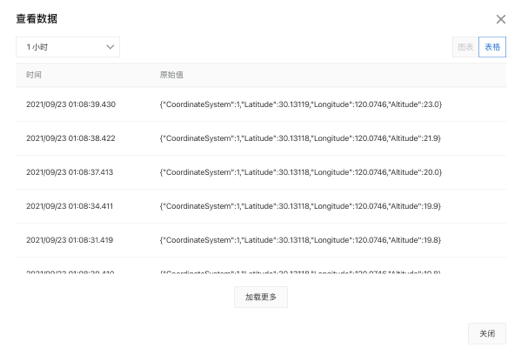 查看数据
1 小时
图表 表格
时间 原始值
2021/09/23 01:08:39.430 {"CoordinateSystem":1,"Latitude":30.13119,"Longitude":120.0746,"Altitude":23.0}
2021/09/23 01:08:38.422 {"CoordinateSystem":1,"Latitude":30.13118,"Longitude":120.0746,"Altitude":21.9}
2021/09/23 01:08:37.413 {"CoordinateSystem":1,"Latitude":30.13118,"Longitude":120.0746,"Altitude":20.0}
2021/09/23 01:08:34.411 {"CoordinateSystem":1,"Latitude":30.13118,"Longitude":120.0746,"Altitude":19.9}
2021/09/23 01:08:31.419 {"CoordinateSystem":1,"Latitude":30.13118,"Longitude":120.0746,"Altitude":19.8}
加载更多
关闭